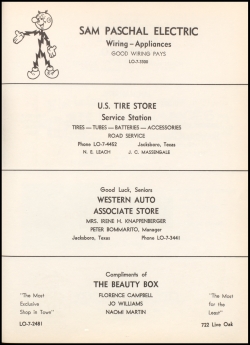 SAM PASCHAL ELECTRIC
Wiring – Appliances
GOOD WIRING PAYS
LO-7-3308
U.S. TIRE STORE
Service Station
TIRES — TUBES — BATTERIES — ACCESSORIES
ROAD SERVICE
Phone LO-7-4452 Jacksboro, Texas
N. E. LEACH J. C. MASSENGALE
Good Luck, Seniors
WESTERN AUTO
ASSOCIATE STORE
MRS. IRENE H. KNAPPENBERGER
PETER BOMMARITO, Manager
Jacksboro, Texas Phone LO-7-3441
Compliments of
THE BEAUTY BOX
"The Most
Exclusive
Shop in Town"
FLORENCE CAMPBELL
JO WILLIAMS
NAOMI MARTIN
"The Most
for the
Least"
LO-7-2481 722 Live Oak